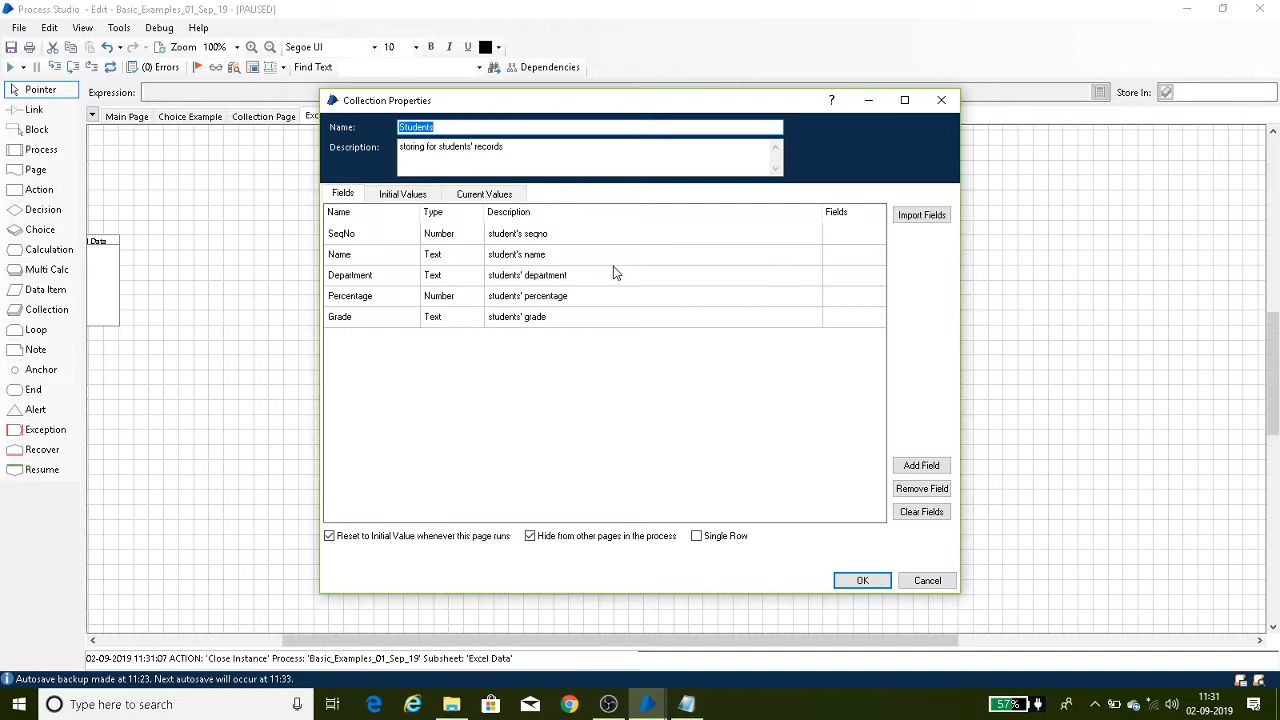 Process Studio - Edit - Basic_Examples_01_Sep_19 - [PAUSED]
File Edit View Tools Debug Help
Zoom 100% Segoe UI 10 B I U
(0) Errors Find Text Dependencies
Pointer Expression: Store In:
Link
Block
Process
Page
Action
Decision
Choice
Calculation
Multi Calc
Data Item
Collection
Loop
Note
Anchor
End
Alert
Exception
Recover
Resume
Main Page Choice Example Collection Page
Data
Collection Properties
Name: Students
Description: storing for students' records
Fields Initial Values Current Values
Name Type Description Fields
SeqNo Number student's seqno
Name Text student's name
Department Text students' department
Percentage Number students' percentage
Grade Text students' grade
Import Fields
Add Field
Remove Field
Clear Fields
Reset to Initial Value whenever this page runs Hide from other pages in the process Single Row
OK Cancel
02-09-2019 11:31:07 ACTION: 'Close Instance' Process: 'Basic_Examples_01_Sep_19' Subsheet: 'Excel Data'
Autosave backup made at 11:23. Next autosave will occur at 11:33.
Type here to search
57%
11:31
02-09-2019